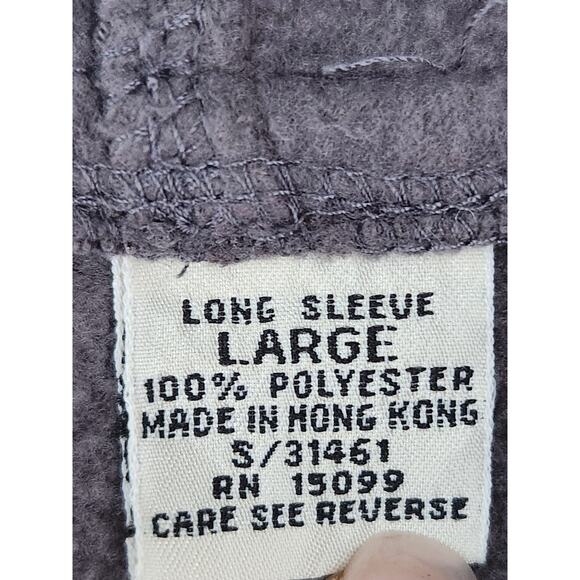 LONG SLEEVE
LARGE
100% POLYESTER
MADE IN HONG KONG
S/31461
RN 15099
CARE SEE REVERSE